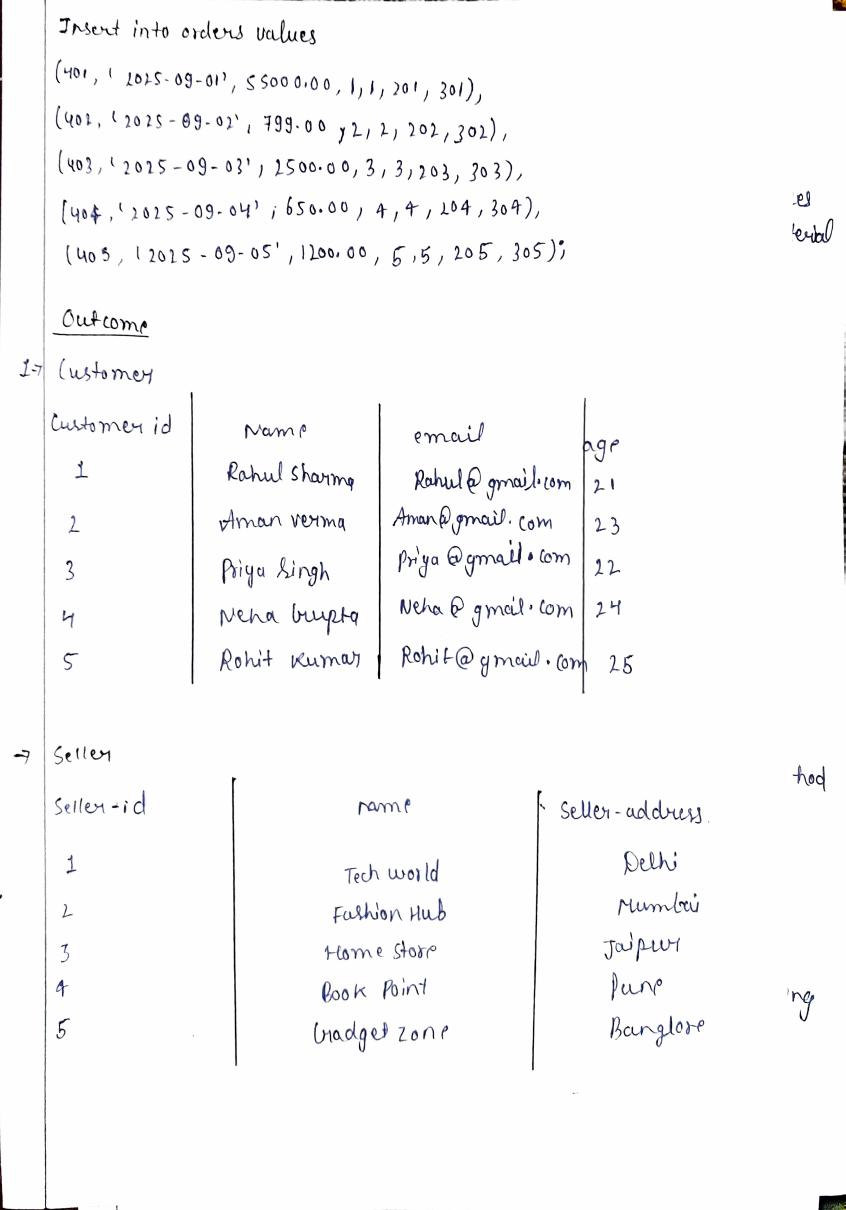 Insert into orders values
(401, '2025-09-01', 55000.00, 1,1, 201, 301),
(402, '2025-09-02', 799.00, 2, 2, 202, 302),
(403, '2025-09-03', 2500.00, 3, 3, 203, 303),
(404, '2025-09-04', 650.00, 4, 4, 204, 304),
(405, '2025-09-05', 1200.00, 5, 5, 205, 305);
Outcome
1→ Customer
Customer id Name email age
1 Rahul Sharma Rahul@gmail.com 21
2 Aman verma Aman@gmail.com 23
3 Priya Singh Priya@gmail.com 22
4 Neha Gupta Neha@gmail.com 24
5 Rohit Kumar Rohit@gmail.com 25
→ Seller
Seller-id name Seller-address
1 Tech world Delhi
2 Fashion Hub Mumbai
3 Home Store Jaipur
4 Book Point Pune
5 Gadget zone Banglore